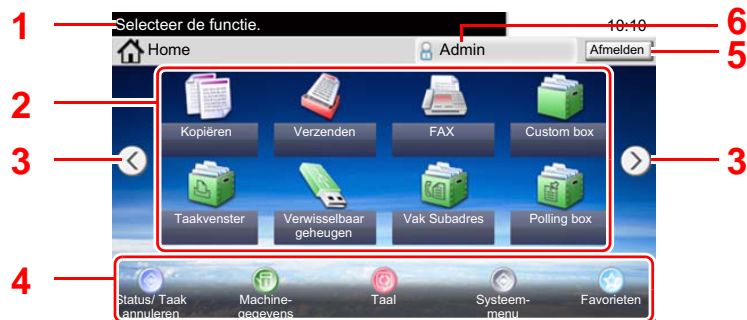 1 Selecteer de functie. 10:10 6
Home Admin Afmelden 5
2
Kopiëren Verzenden FAX Custom box
3 3
Taakvenster Verwisselbaar geheugen Vak Subadres Polling box
4
Status/ Taak annuleren Machine-gegevens Taal Systeem-menu Favorieten